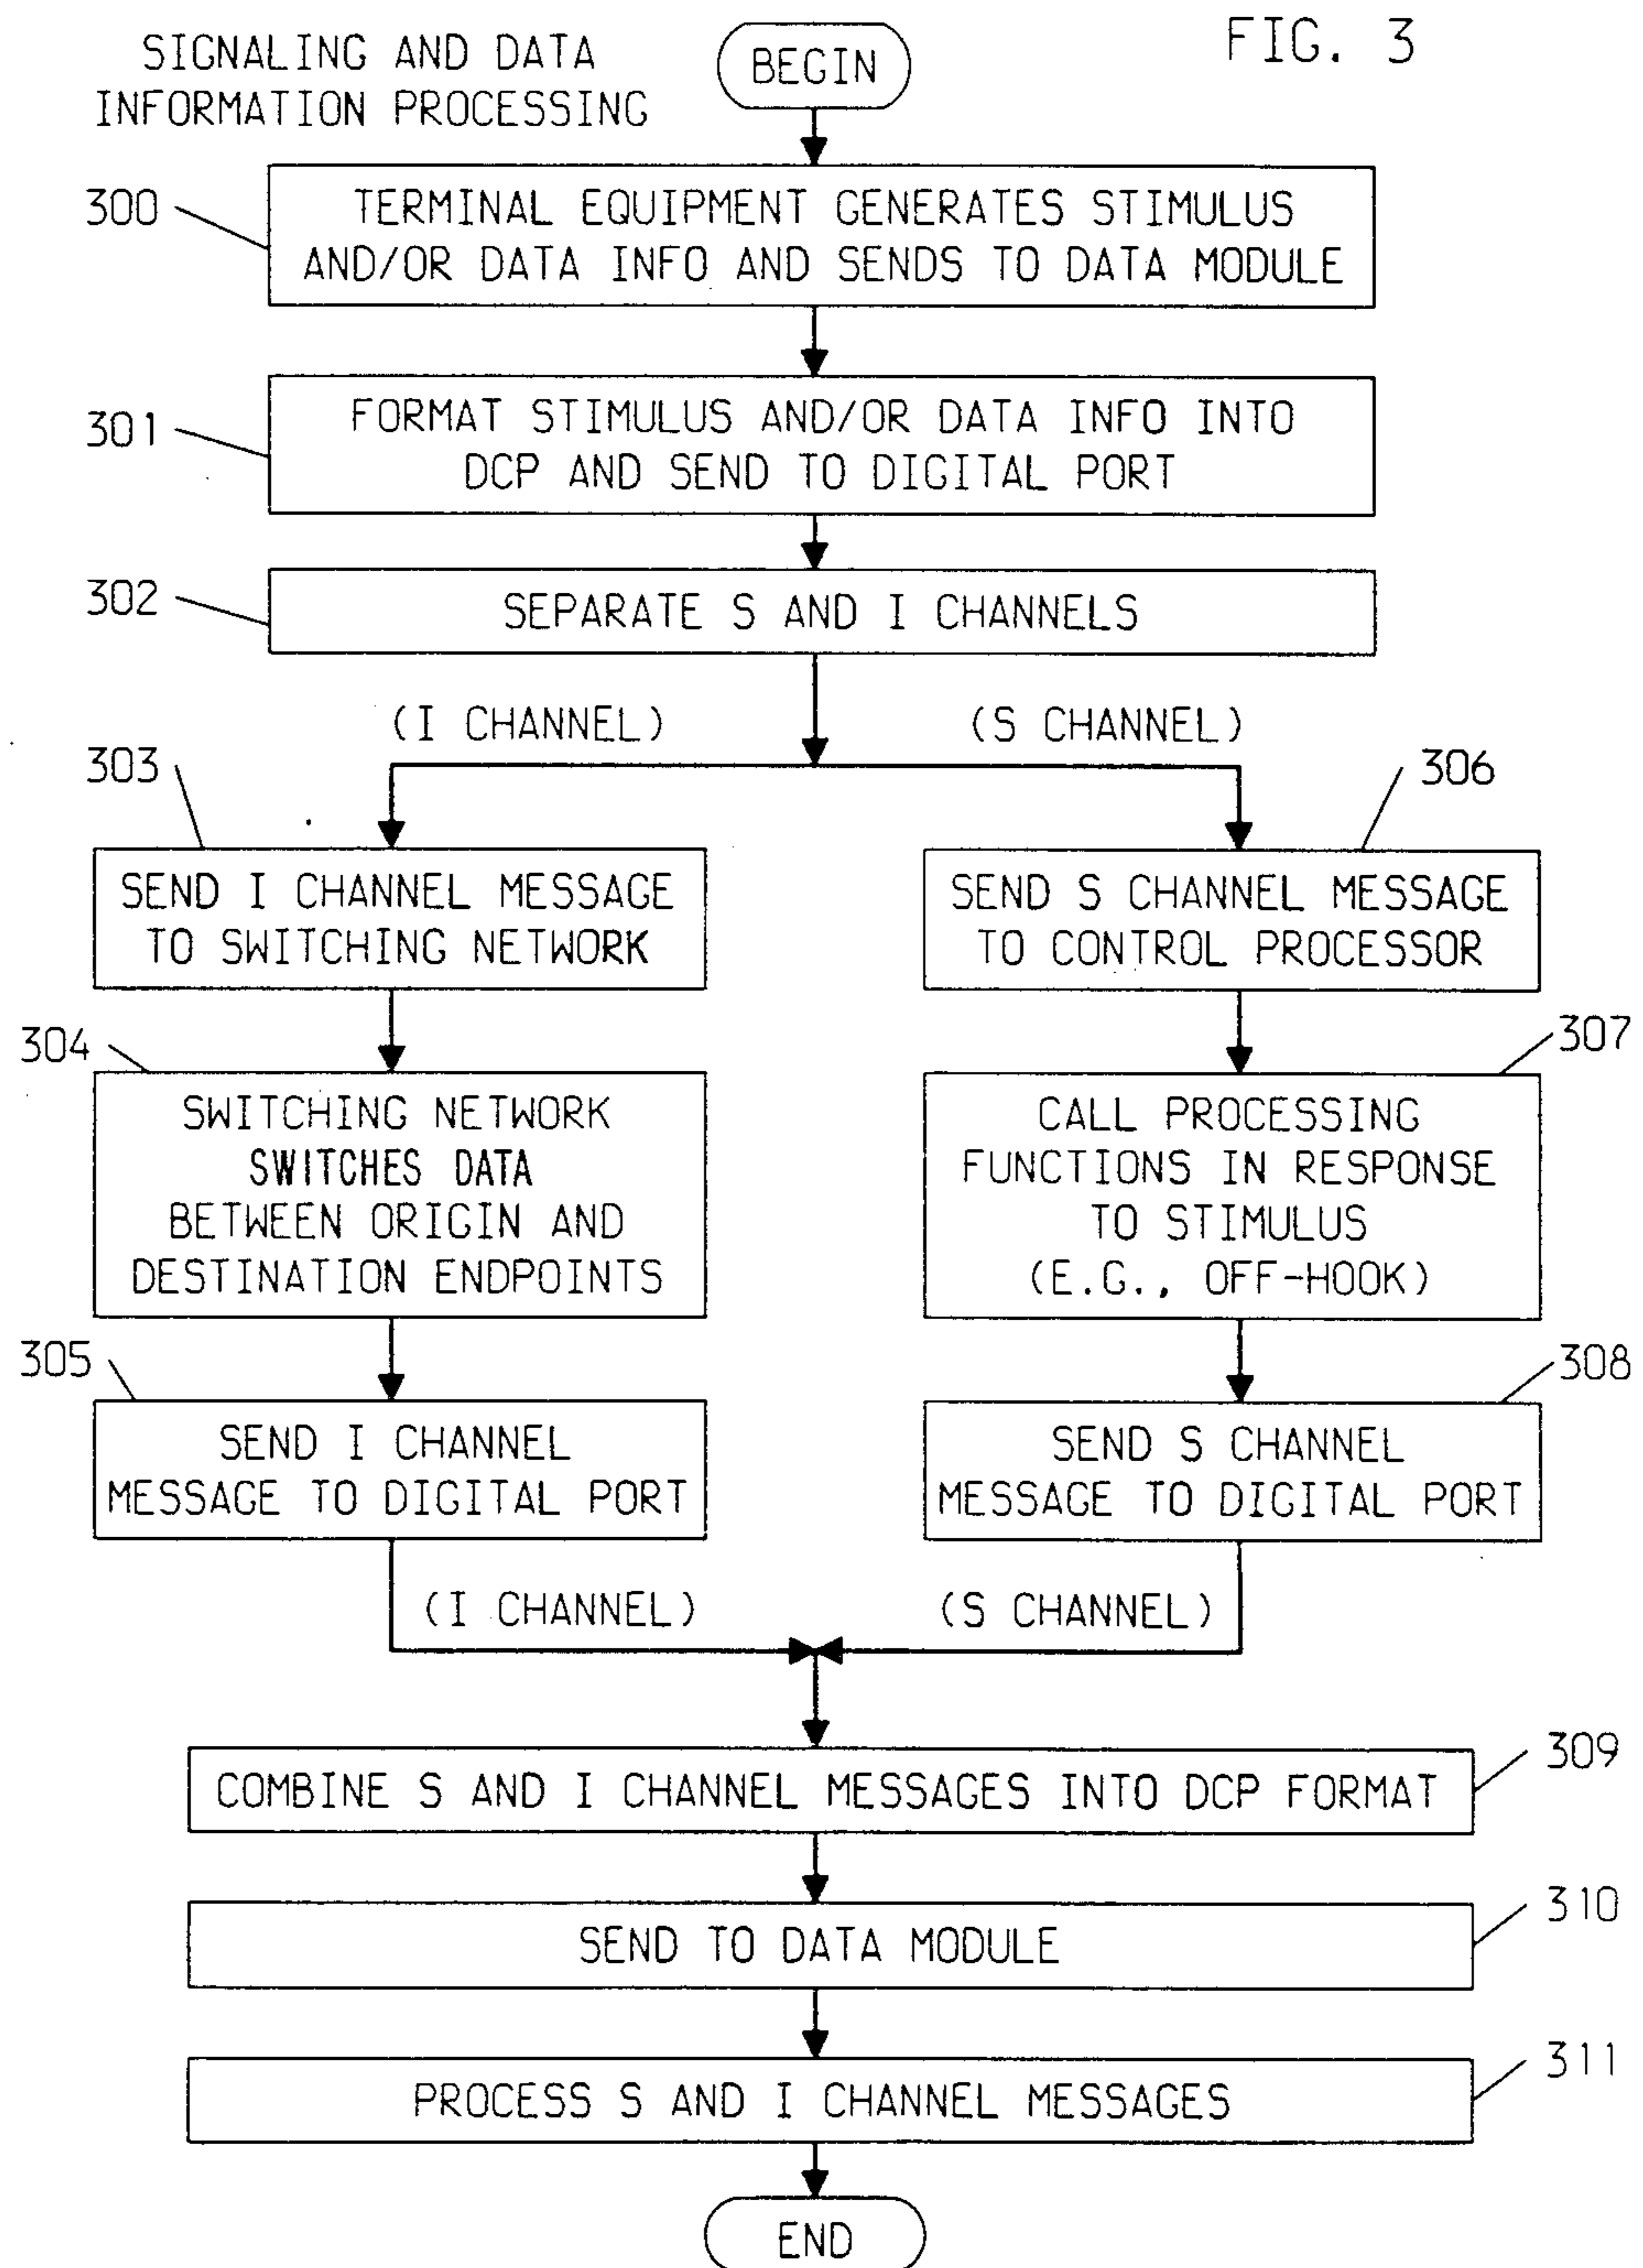 FIG. 3
SIGNALING AND DATA
INFORMATION PROCESSING
BEGIN
300
TERMINAL EQUIPMENT GENERATES STIMULUS
AND/OR DATA INFO AND SENDS TO DATA MODULE
301
FORMAT STIMULUS AND/OR DATA INFO INTO
DCP AND SEND TO DIGITAL PORT
302
SEPARATE S AND I CHANNELS
(I CHANNEL)
(S CHANNEL)
303
SEND I CHANNEL MESSAGE
TO SWITCHING NETWORK
304
SWITCHING NETWORK
SWITCHES DATA
BETWEEN ORIGIN AND
DESTINATION ENDPOINTS
305
SEND I CHANNEL
MESSAGE TO DIGITAL PORT
(I CHANNEL)
306
SEND S CHANNEL MESSAGE
TO CONTROL PROCESSOR
307
CALL PROCESSING
FUNCTIONS IN RESPONSE
TO STIMULUS
(E.G., OFF-HOOK)
308
SEND S CHANNEL
MESSAGE TO DIGITAL PORT
(S CHANNEL)
309
COMBINE S AND I CHANNEL MESSAGES INTO DCP FORMAT
310
SEND TO DATA MODULE
311
PROCESS S AND I CHANNEL MESSAGES
END